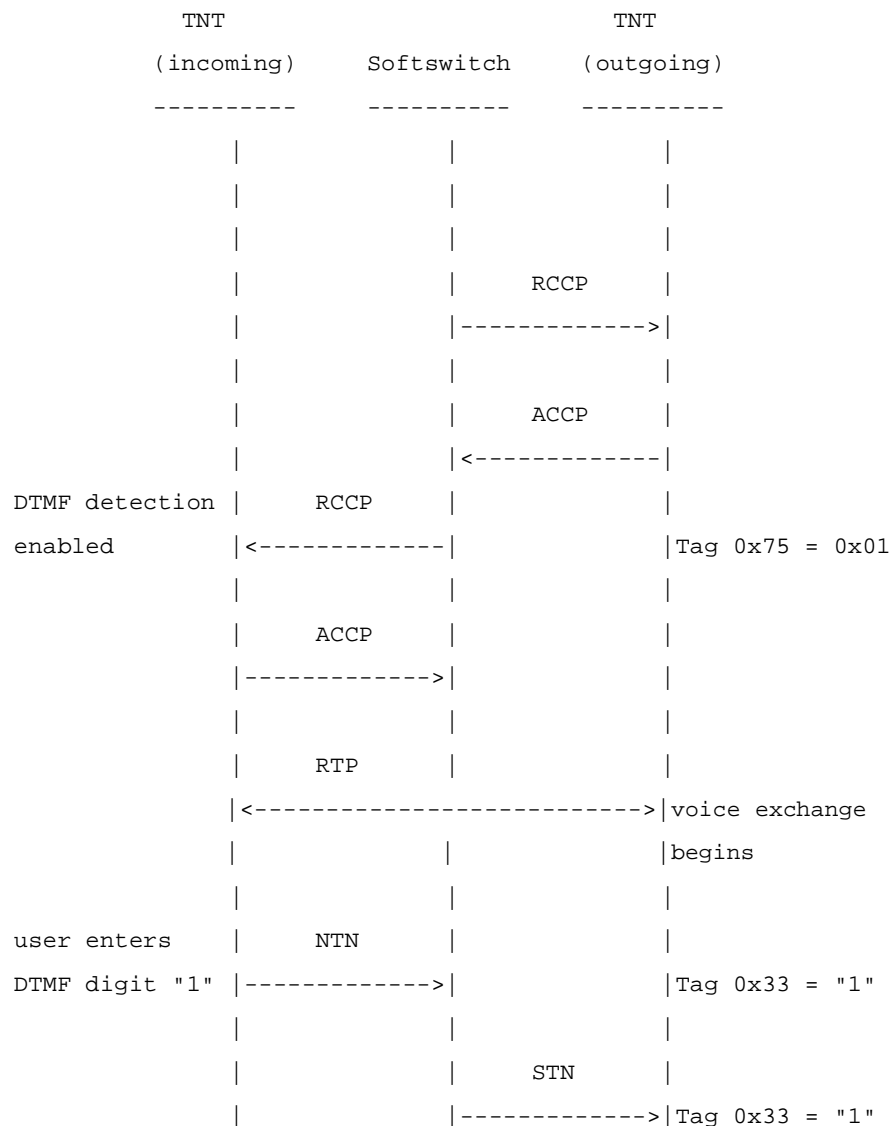 TNT TNT
(incoming) Softswitch (outgoing)
---------- ---------- ----------
| | |
| | |
| | |
| | RCCP |
| |------------->|
| | |
| | ACCP |
| |<-------------|
DTMF detection | RCCP | |
enabled |<-------------| |Tag 0x75 = 0x01
| | |
| ACCP | |
|------------->| |
| | |
| RTP | |
|<---------------------------->|voice exchange
| | |begins
| | |
user enters | NTN | |
DTMF digit "1" |------------->| |Tag 0x33 = "1"
| | |
| | STN |
| |------------->|Tag 0x33 = "1"